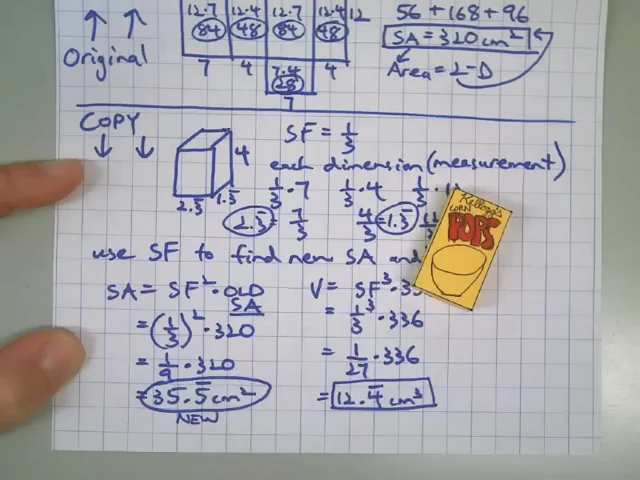 12.7 12.4 12.7 12.4 12
84 48 84 48
7 4 7.4 4
28
7
Original
56 + 168 + 96
SA = 320 cm²
Area = 2-D
COPY
SF = 1/3
4
each dimension (measurement)
2.3̅ 1.3̅
1/3 · 7 1/3 · 4 1/3 ·
2.3̅ = 7/3 4/3 = 1.3̅
use SF to find new SA and
Kellogg's
CORN
POPS
SA = SF² · OLD SA
= (1/3)² · 320
= 1/9 · 320
= 35.5̅ cm²
NEW
V = SF³ ·
= 1/3³ · 336
= 1/27 · 336
= 12.4̅ cm³